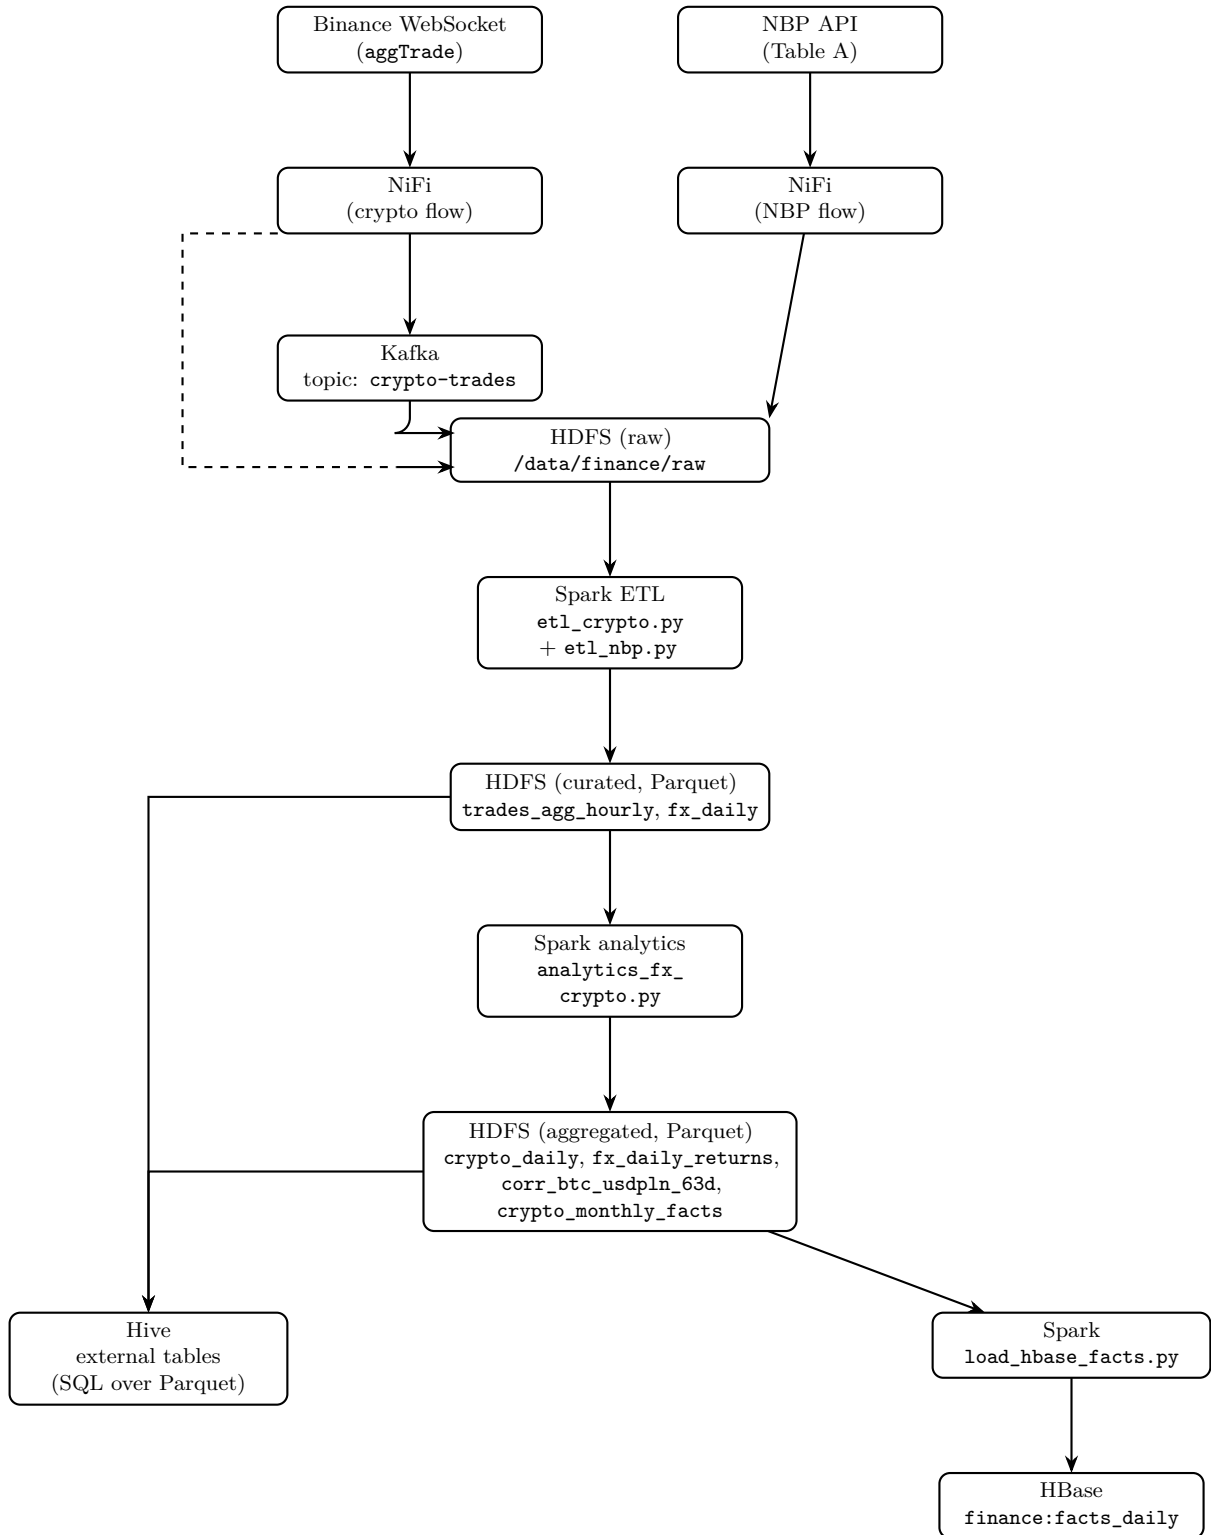 Binance WebSocket
(aggTrade)
NBP API
(Table A)
NiFi
(crypto flow)
NiFi
(NBP flow)
Kafka
topic: crypto-trades
HDFS (raw)
/data/finance/raw
Spark ETL
etl_crypto.py
+ etl_nbp.py
HDFS (curated, Parquet)
trades_agg_hourly, fx_daily
Spark analytics
analytics_fx_
crypto.py
HDFS (aggregated, Parquet)
crypto_daily, fx_daily_returns,
corr_btc_usdpln_63d,
crypto_monthly_facts
Hive
external tables
(SQL over Parquet)
Spark
load_hbase_facts.py
HBase
finance:facts_daily